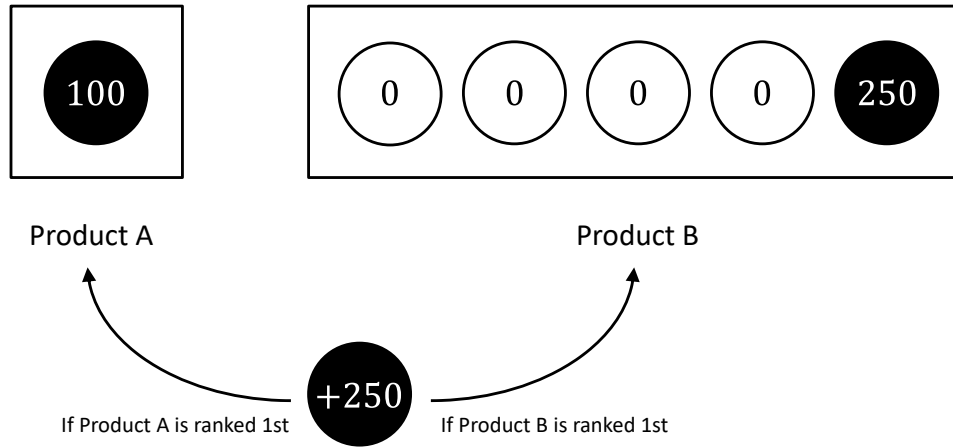 100
0 0 0 0 250
Product A
Product B
+250
If Product A is ranked 1st
If Product B is ranked 1st